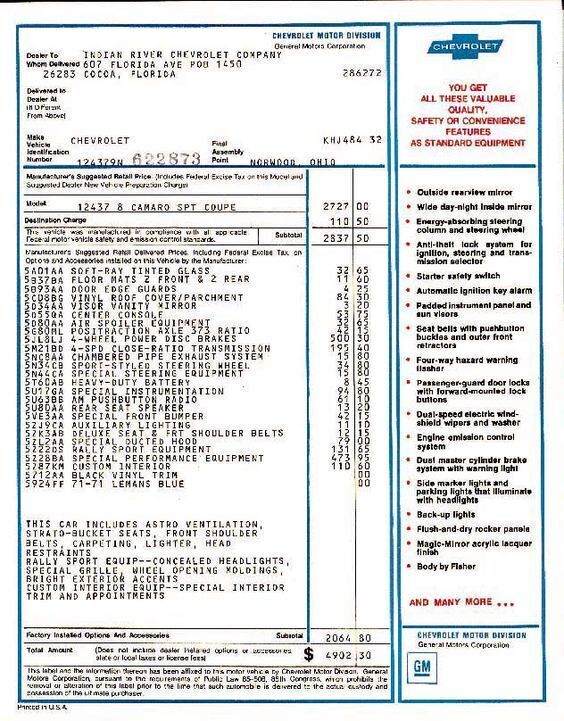 CHEVROLET MOTOR DIVISION
General Motors Corporation
Dealer To INDIAN RIVER CHEVROLET COMPANY
Whom Delivered 607 FLORIDA AVE POB 1450
26283 COCOA, FLORIDA 286272
Delivered to
Dealer At
(If Different
From Above)
Make CHEVROLET KHJ484 32
Vehicle Final
Identification Assembly
Number 124379N 622873 Point NORWOOD, OHIO
Manufacturer's Suggested Retail Price. (Includes Federal Excise Tax on this Model and
Suggested Dealer New Vehicle Preparation Charge)
Model 12437 8 CAMARO SPT COUPE 2727 00
Destination Charge 110 50
This vehicle was manufactured in compliance with all applicable
Federal motor vehicle safety and emission control standards. Subtotal 2837 50
Manufacturer's Suggested Retail Delivered Prices, Including Federal Excise Tax, on
Options and Accessories installed on this Vehicle by the Manufacturer:
5A01AA SOFT-RAY TINTED GLASS 32 65
5B37BA FLOOR MATS 2 FRONT & 2 REAR 11 60
5B93AA DOOR EDGE GUARDS 4 25
5C08BG VINYL ROOF COVER/PARCHMENT 84 30
5D34AA VISOR VANITY MIRROR 3 20
5D55QA CENTER CONSOLE 53 75
5D80AA AIR SPOILER EQUIPMENT 32 65
5G80ML POSITRACTION AXLE 373 RATIO 42 15
5JL8LJ 4-WHEEL POWER DISC BRAKES 500 30
5M21BD 4-SPD CLOSE-RATIO TRANSMISSION 195 40
5NC8AA CHAMBERED PIPE EXHAUST SYSTEM 15 80
5N34CB SPORT-STYLED STEERING WHEEL 34 80
5N44CA SPECIAL STEERING EQUIPMENT 15 80
5T60AB HEAVY-DUTY BATTERY 8 45
5U17QA SPECIAL INSTRUMENTATION 94 80
5U63BB AM PUSHBUTTON RADIO 61 10
5U80AA REAR SEAT SPEAKER 13 20
5VE3AA SPECIAL FRONT BUMPER 42 15
5ZJ9CA AUXILIARY LIGHTING 11 10
5ZK3AB DELUXE SEAT & FRT SHOULDER BELTS 12 15
5ZL2AA SPECIAL DUCTED HOOD 79 00
5Z22DS RALLY SPORT EQUIPMENT 131 65
5Z28BA SPECIAL PERFORMANCE EQUIPMENT 473 95
5Z87KM CUSTOM INTERIOR 110 60
5712AA BLACK VINYL TRIM 00
5924FF 71-71 LEMANS BLUE 00
THIS CAR INCLUDES ASTRO VENTILATION,
STRATO-BUCKET SEATS, FRONT SHOULDER
BELTS, CARPETING, LIGHTER, HEAD
RESTRAINTS
RALLY SPORT EQUIP--CONCEALED HEADLIGHTS,
SPECIAL GRILLE, WHEEL OPENING MOLDINGS,
BRIGHT EXTERIOR ACCENTS
CUSTOM INTERIOR EQUIP--SPECIAL INTERIOR
TRIM AND APPOINTMENTS
Factory Installed Options And Accessories Subtotal 2064 80
Total Amount (Does not include dealer installed options or accessories, state or local taxes or license fees) $ 4902 30
This label and the information thereon has been affixed to this motor vehicle by Chevrolet Motor Division, General
Motors Corporation, pursuant to the requirements of Public Law 85-506, 85th Congress, which prohibits the
removal or alteration of this label prior to the time that such automobile is delivered to the actual custody and
possession of the ultimate purchaser.
Printed in U.S.A.
CHEVROLET
YOU GET
ALL THESE VALUABLE
QUALITY,
SAFETY OR CONVENIENCE
FEATURES
AS STANDARD EQUIPMENT
• Outside rearview mirror
• Wide day-night inside mirror
• Energy-absorbing steering
column and steering wheel
• Anti-theft lock system for
ignition, steering and trans-
mission selector
• Starter safety switch
• Automatic ignition key alarm
• Padded instrument panel and
sun visors
• Seat belts with pushbutton
buckles and outer front
retractors
• Four-way hazard warning
flasher
• Passenger-guard door locks
with forward-mounted lock
buttons
• Dual-speed electric wind-
shield wipers and washer
• Engine emission control
system
• Dual master cylinder brake
system with warning light
• Side marker lights and
parking lights that illuminate
with headlights
• Back-up lights
• Flush-and-dry rocker panels
• Magic-Mirror acrylic lacquer
finish
• Body by Fisher
AND MANY MORE ...
CHEVROLET MOTOR DIVISION
General Motors Corporation
GM